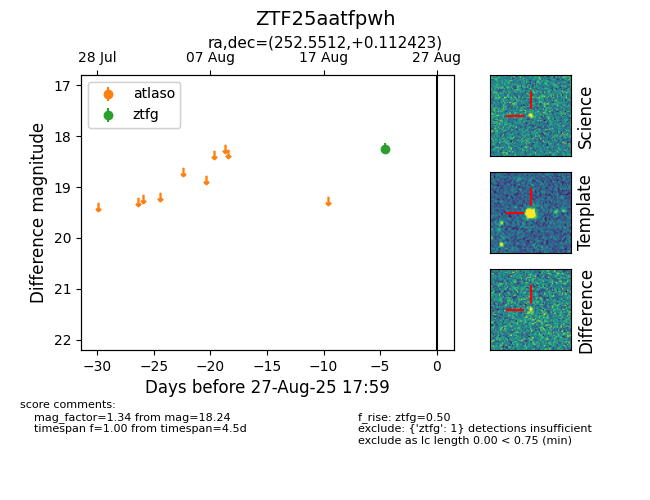 ZTF25aatfpwh
ra,dec=(252.5512,+0.112423)
28 Jul 07 Aug 17 Aug 27 Aug
atlaso
ztfg
17
18
19
20
21
22
Difference magnitude
−30 −25 −20 −15 −10 −5 0
Days before 27-Aug-25 17:59
Science
Template
Difference
score comments:
mag_factor=1.34 from mag=18.24
timespan f=1.00 from timespan=4.5d
f_rise: ztfg=0.50
exclude: {'ztfg': 1} detections insufficient
exclude as lc length 0.00 < 0.75 (min)